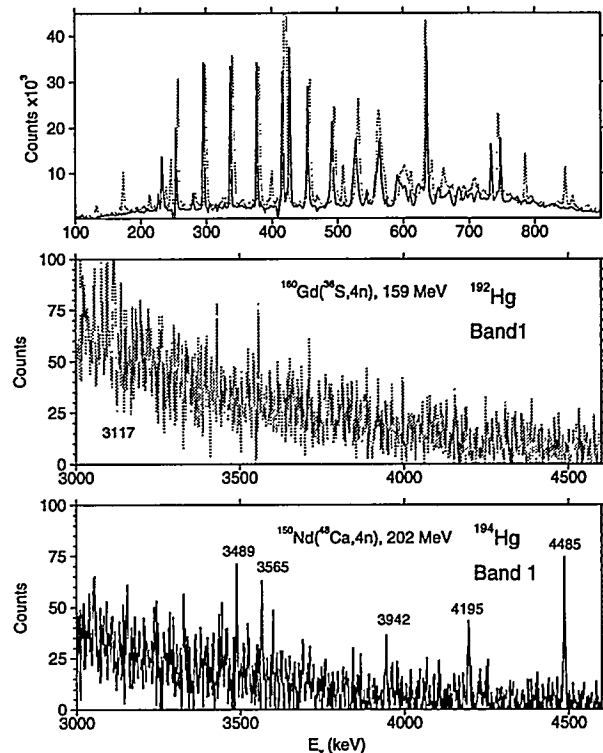 Counts x10³
40
30
20
10
100 200 300 400 500 600 700 800
Counts
100
75
50
25
0
¹⁶⁰Gd(³⁶S,4n), 159 MeV
¹⁹²Hg
Band1
3117
3000 3500 4000 4500
Counts
100
75
50
25
0
¹⁵⁰Nd(⁴⁸Ca,4n), 202 MeV
¹⁹⁴Hg
Band 1
3489
3565
3942
4195
4485
3000 3500 4000 4500
Eᵧ (keV)